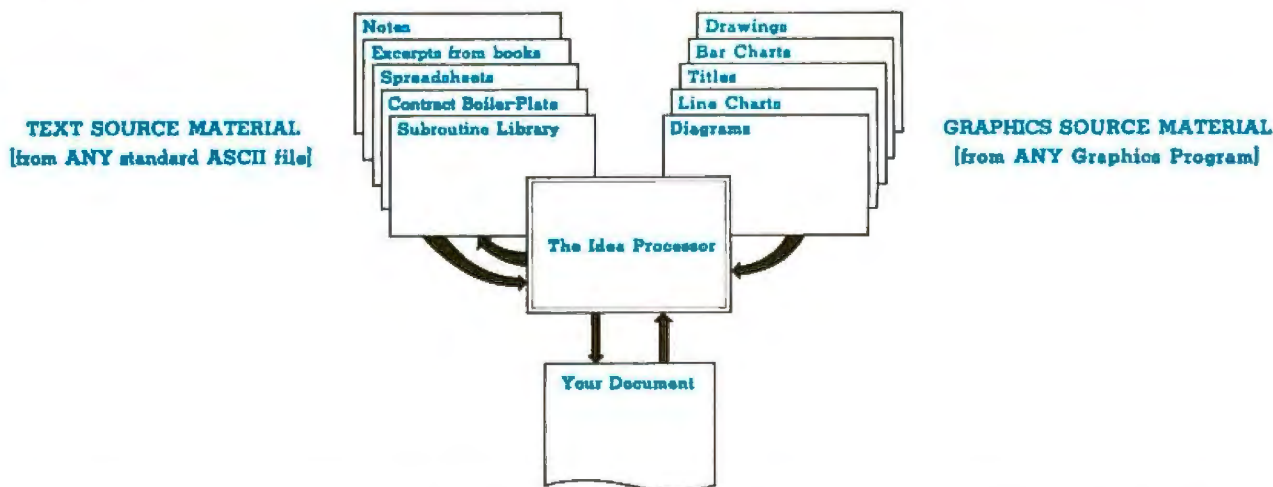 Notes
Excerpts from books
Spreadsheets
Contract Boiler-Plate
Subroutine Library
TEXT SOURCE MATERIAL
[from ANY standard ASCII file]
Drawings
Bar Charts
Titles
Line Charts
Diagrams
GRAPHICS SOURCE MATERIAL
[from ANY Graphics Program]
The Idea Processor
Your Document